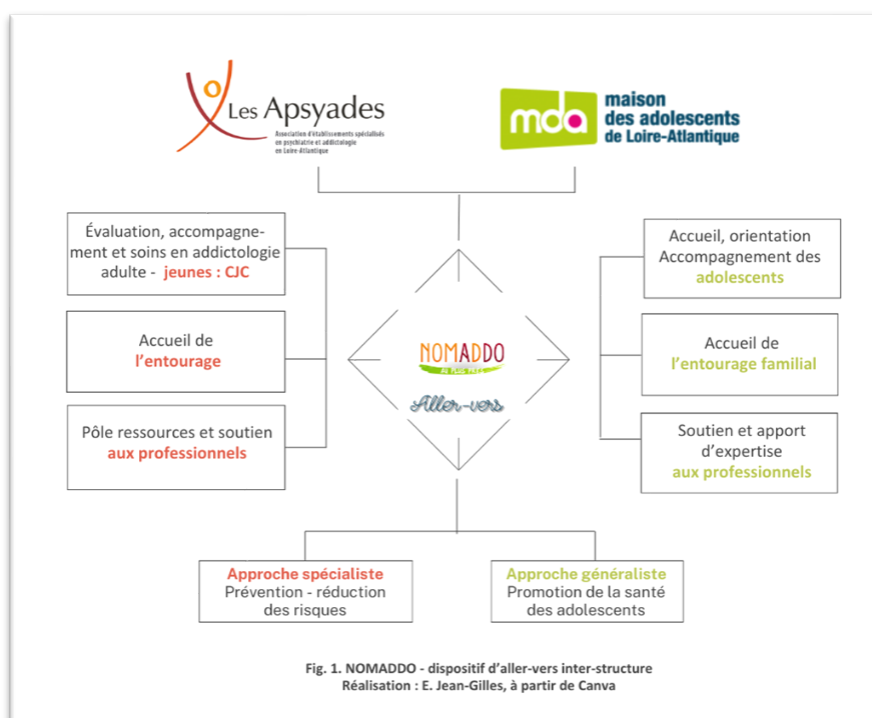 Les Apsyades
Association d'établissements spécialisés
en psychiatrie et addictologie
en Loire-Atlantique
mda
maison
des adolescents
de Loire-Atlantique
Évaluation, accompagne-
ment et soins en addictologie
adulte - jeunes : CJC
Accueil de
l'entourage
Pôle ressources et soutien
aux professionnels
NOMADDO
AU PLUS PRÈS
Aller-vers
Accueil, orientation
Accompagnement des
adolescents
Accueil de
l'entourage familial
Soutien et apport
d'expertise
aux professionnels
Approche spécialiste
Prévention - réduction
des risques
Approche généraliste
Promotion de la santé
des adolescents
Fig. 1. NOMADDO - dispositif d'aller-vers inter-structure
Réalisation : E. Jean-Gilles, à partir de Canva